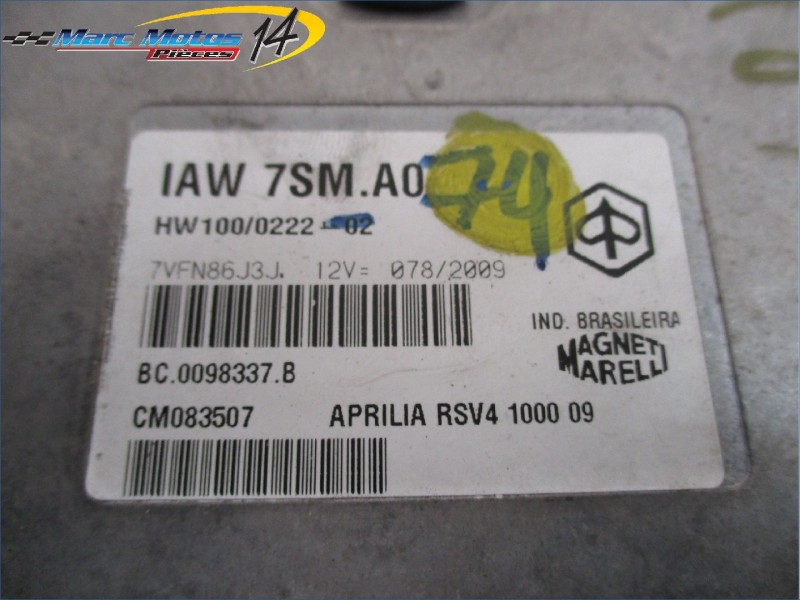 Marc Motos 14
Pièces
IAW 7SM.A0 74
HW100/0222-02
7VFN86J3J. 12V= 078/2009
IND. BRASILEIRA
MAGNETI
MARELLI
BC.0098337.B
CM083507 APRILIA RSV4 1000 09